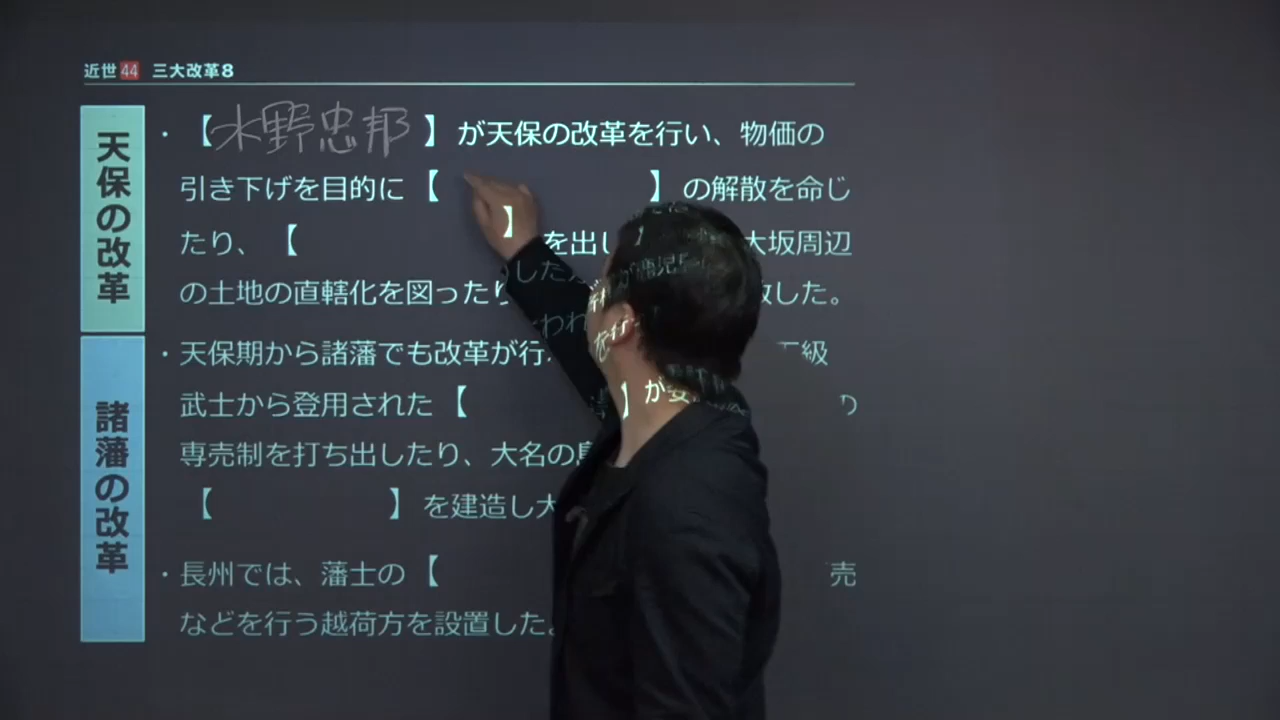 近世44 三大改革8
天保の改革
・【水野忠邦】が天保の改革を行い、物価の
引き下げを目的に【 】の解散を命じ
たり、【 】を出し 大坂周辺
の土地の直轄化を図ったり した。
諸藩の改革
・天保期から諸藩でも改革が行 級
武士から登用された【 の
専売制を打ち出したり、大名の
【 】を建造し大
・長州では、藩士の【 売
などを行う越荷方を設置した。